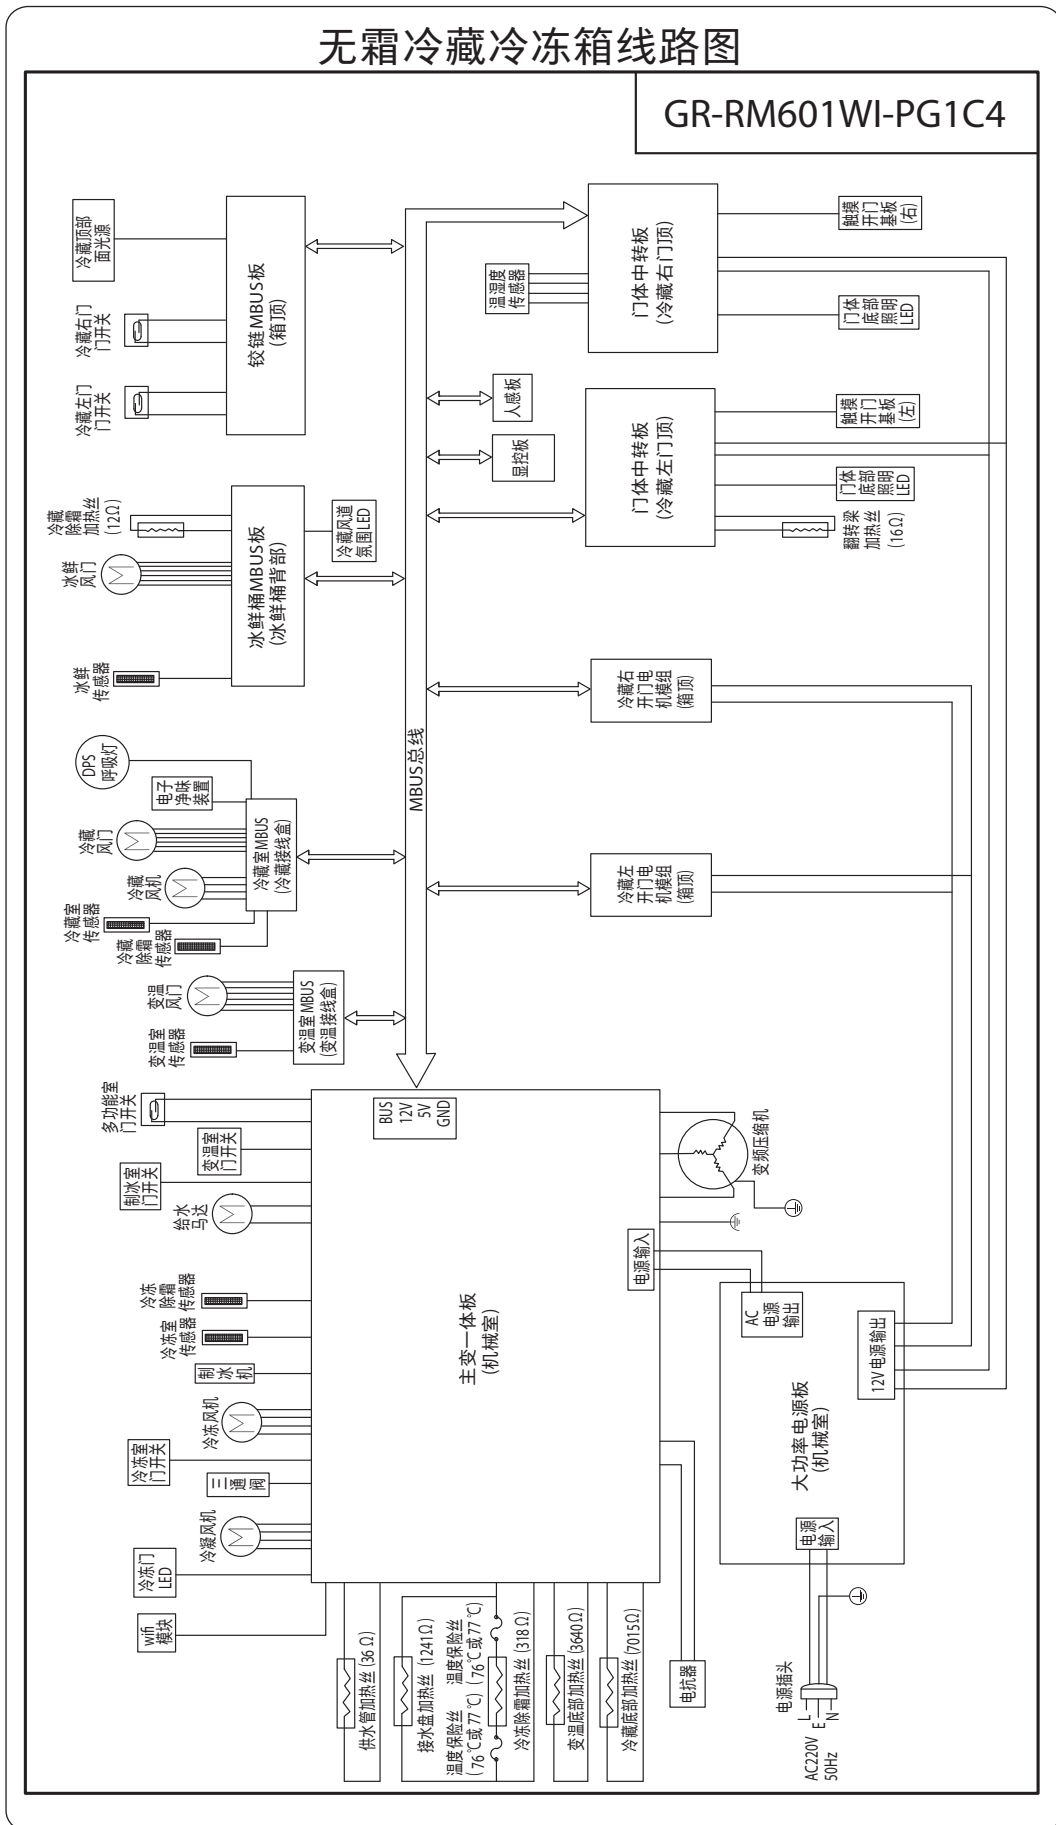 无霜冷藏冷冻箱线路图
GR-RM601WI-PG1C4
冷藏顶部
面光源
冷藏右门
门开关
冷藏左门
门开关
铰链MBUS板
(箱顶)
冷藏
除霜
加热丝
(12Ω)
冰鲜
风门
冰鲜
传感器
冰鲜桶MBUS板
(冰鲜桶背部)
冷藏风道
氛围LED
DPS
呼吸灯
电子
净味
装置
冷藏
风门
冷藏
风机
冷藏室
传感器
冷藏
除霜
传感器
冷藏室MBUS
(冷藏接线盒)
变温
风门
变温室
传感器
变温室MBUS
(变温接线盒)
MBUS总线
温湿度
传感器
门体中转板
(冷藏右门顶)
触摸
开门
基板
(右)
门体
底部
照明
LED
人感板
显控板
门体中转板
(冷藏左门顶)
触摸
开门
基板
(左)
门体
底部
照明
LED
翻转梁
加热丝
(16Ω)
冷藏右
开门电
机模组
(箱顶)
冷藏左
开门电
机模组
(箱顶)
多功能室
门开关
变温室
门开关
制冰室
门开关
给水
马达
冷冻
除霜
传感器
冷冻室
传感器
制冰机
冷冻风机
冷冻室
门开关
三通阀
冷凝风机
冷冻门
LED
wifi
模块
BUS
12V
5V
GND
主变一体板
(机械室)
变频压缩机
电源输入
AC
电源
输出
12V电源输出
大功率电源板
(机械室)
电源
输入
供水管加热丝(36Ω)
接水盘加热丝(1241Ω)
温度保险丝
(76℃或77℃)
温度保险丝
(76℃或77℃)
冷冻除霜加热丝(318Ω)
变温底部加热丝(3640Ω)
冷藏底部加热丝(7015Ω)
电抗器
电源插头
L
E
N
AC220V
50Hz
M
M
M
M
M
M
M